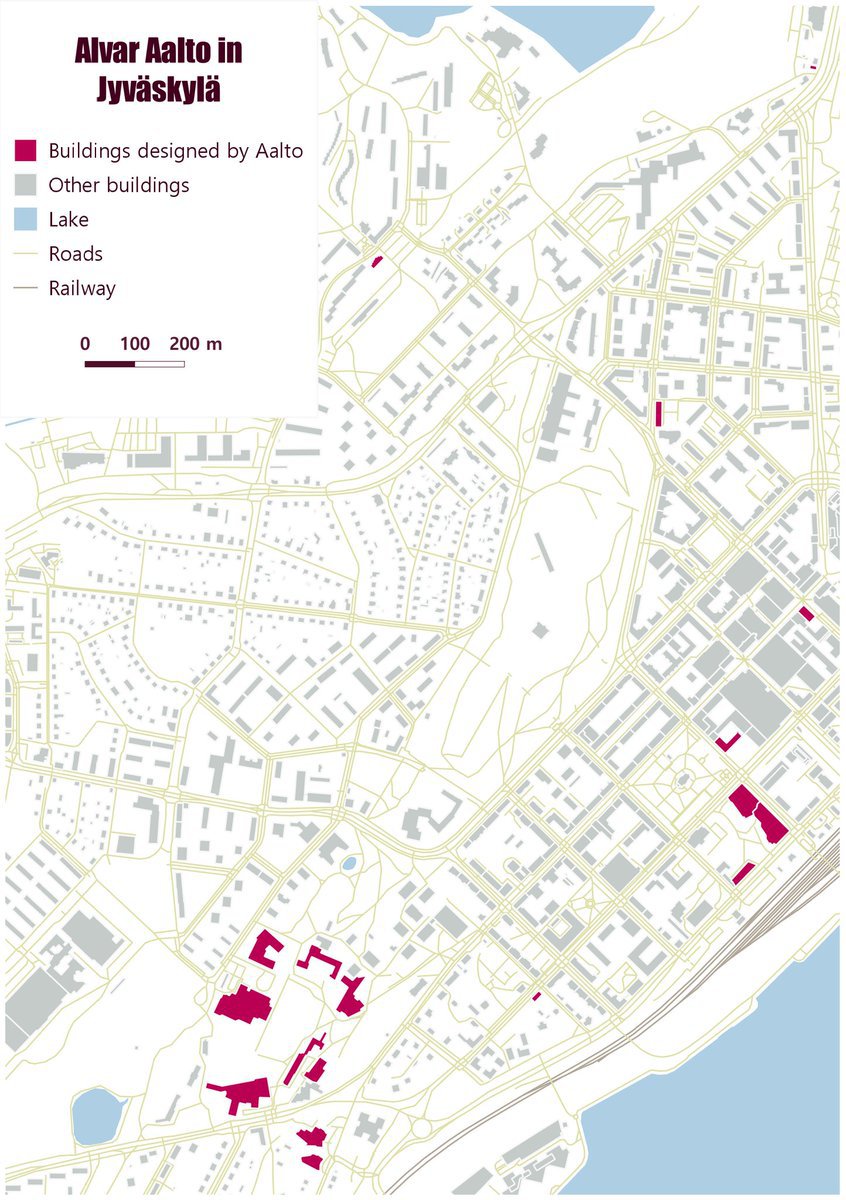 Alvar Aalto in
Jyväskylä
Buildings designed by Aalto
Other buildings
Lake
Roads
Railway
0 100 200 m